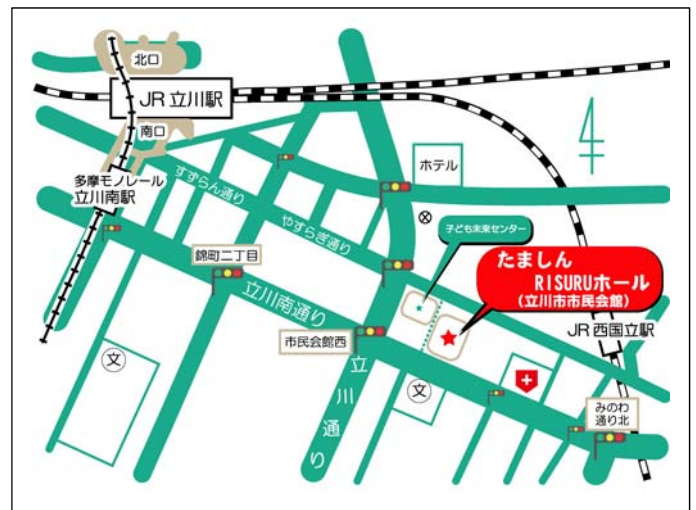 北口
JR 立川駅
南口
ホテル
多摩モノレール
立川南駅
すずらん通り
やすらぎ通り
子ども未来センター
たましん
RISURUホール
(立川市市民会館)
錦町二丁目
立川南通り
市民会館西
JR 西国立駅
文
立川通り
文
みのわ
通り北